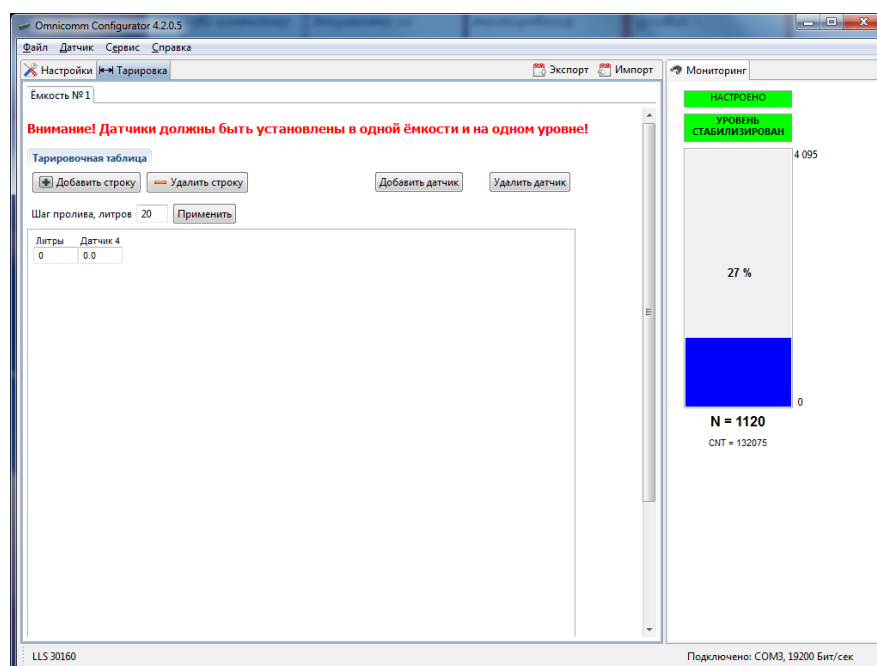 Omnicomm Configurator 4.2.0.5
Файл Датчик Сервис Справка
Настройки Тарировка Экспорт Импорт Мониторинг
Ёмкость №1
НАСТРОЕНО
УРОВЕНЬ
СТАБИЛИЗИРОВАН
Внимание! Датчики должны быть установлены в одной ёмкости и на одном уровне!
Тарировочная таблица
4 095
Добавить строку Удалить строку Добавить датчик Удалить датчик
Шаг пролива, литров 20 Применить
Литры Датчик 4
0 0.0
27 %
0
N = 1120
CNT = 132075
LLS 30160 Подключено: COM3, 19200 Бит/сек